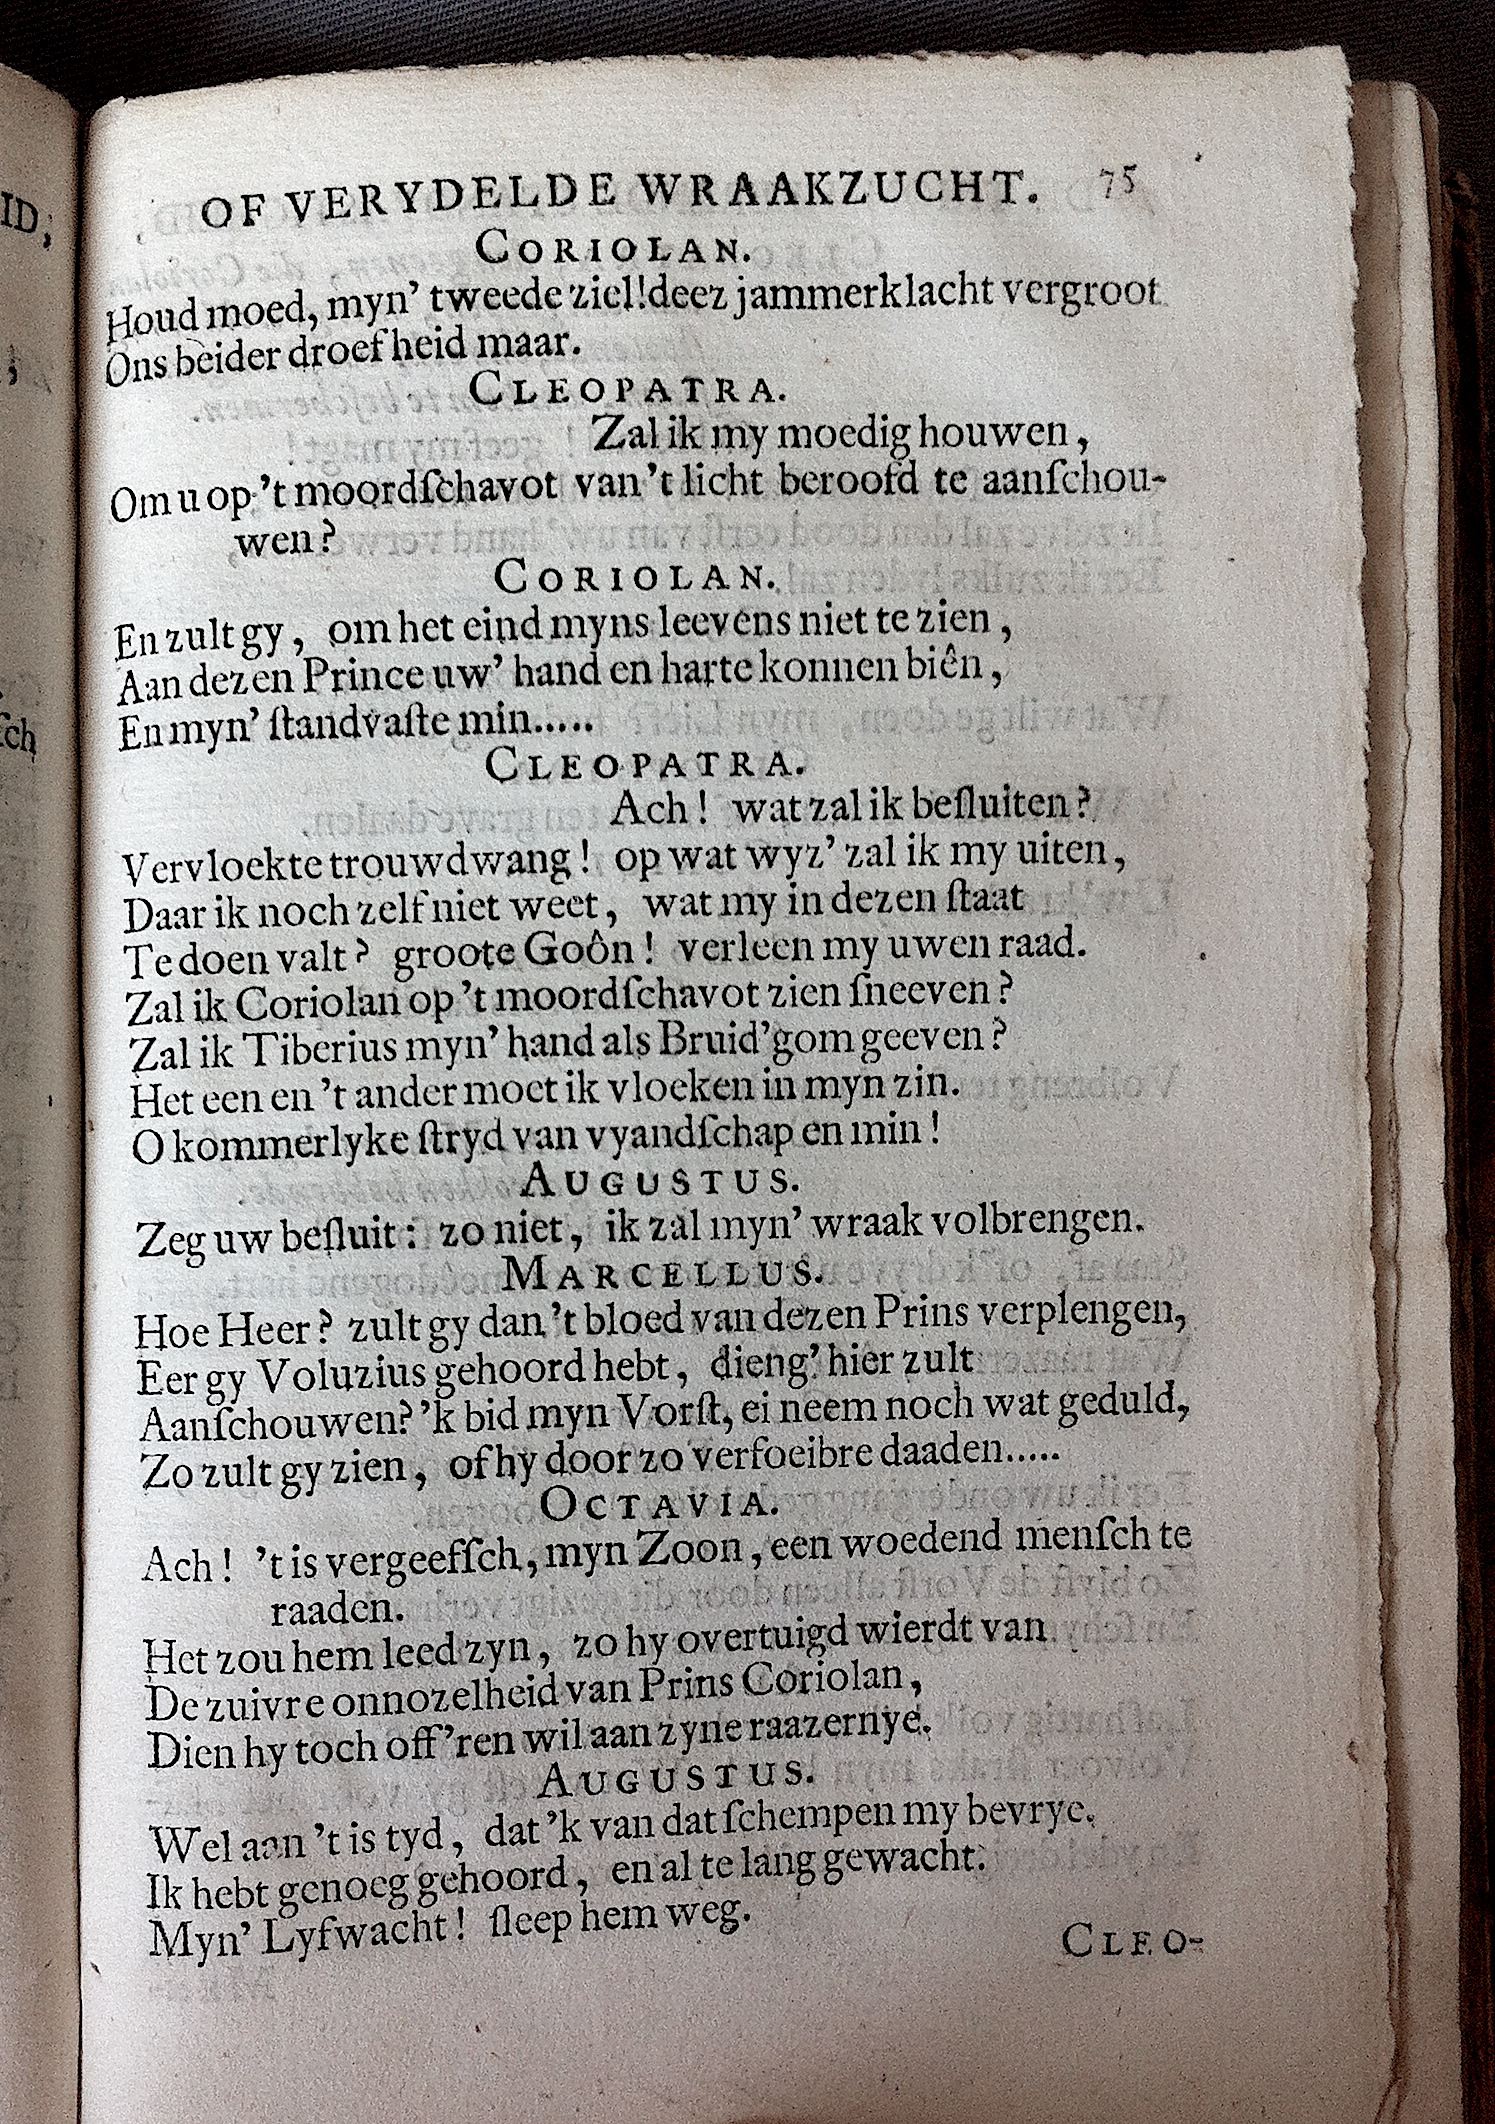 ID,
;
ſch
OF VERYDELDE WRAAKZUCHT. 75
CORIOLAN.
Houd moed, myn' tweede ziel! deez jammerklacht vergroot
Ons beider droefheid maar.
CLEOPATRA.
Zal ik my moedig houwen,
Om u op 't moordſchavot van 't licht beroofd te aanſchou-
wen?
CORIOLAN.
En zult gy, om het eind myns leevens niet te zien,
Aan dezen Prince uw' hand en harte konnen biên,
En myn' ſtandvaſte min.....
CLEOPATRA.
Ach! wat zal ik beſluiten?
Vervloekte trouwdwang! op wat wyz' zal ik my uiten,
Daar ik noch zelf niet weet, wat my in dezen ſtaat
Te doen valt? groote Goôn! verleen my uwen raad.
Zal ik Coriolan op 't moordſchavot zien ſneeven?
Zal ik Tiberius myn' hand als Bruid'gom geeven?
Het een en 't ander moet ik vloeken in myn zin.
O kommerlyke ſtryd van vyandſchap en min!
AUGUSTUS.
Zeg uw beſluit: zo niet, ik zal myn' wraak volbrengen.
MARCELLUS.
Hoe Heer? zult gy dan 't bloed van dezen Prins verplengen,
Eer gy Voluzius gehoord hebt, dieng' hier zult
Aanſchouwen? 'k bid myn Vorſt, ei neem noch wat geduld,
Zo zult gy zien, of hy door zo verfoeibre daaden.....
OCTAVIA.
Ach! 't is vergeefſch, myn Zoon, een woedend menſch te
raaden.
Het zou hem leed zyn, zo hy overtuigd wierdt van
De zuivre onnozelheid van Prins Coriolan,
Dien hy toch off'ren wil aan zyne raazernye.
AUGUSTUS.
Wel aan 't is tyd, dat 'k van dat ſchempen my bevrye.
Ik hebt genoeg gehoord, en al te lang gewacht.
Myn' Lyfwacht! ſleep hem weg.
CLEO-